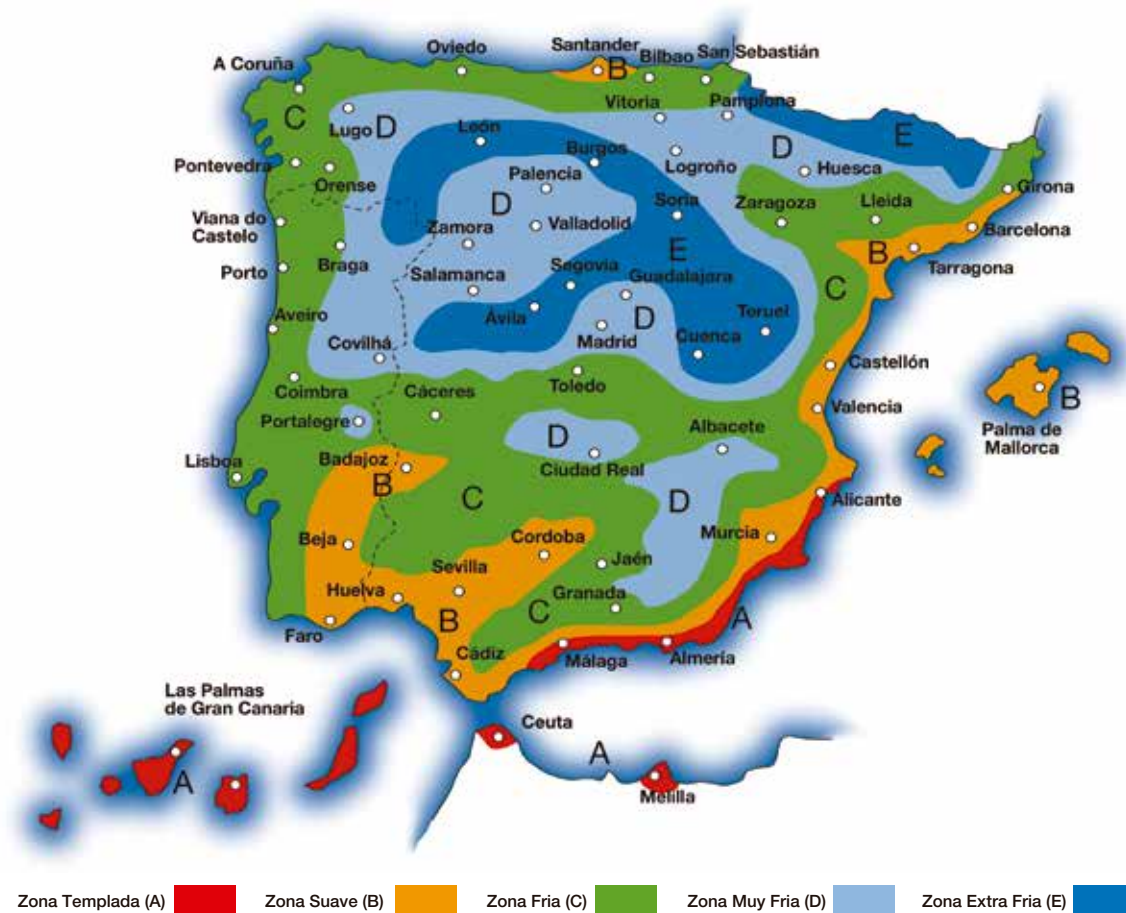 Oviedo
Santander
Bilbao
San Sebastián
A Coruña
B
Vitoria
Pamplona
C
Lugo
D
León
Burgos
E
Logroño
D
Huesca
Pontevedra
Orense
Palencia
D
Soria
Zaragoza
Lleida
Girona
Viana do
Castelo
Zamora
Valladolid
Barcelona
Porto
Braga
Salamanca
Segovia
E
Guadalajara
B
Tarragona
C
Aveiro
Ávila
D
Madrid
Cuenca
Teruel
Covilhá
Castellón
Coimbra
Cáceres
Toledo
Valencia
B
Palma de
Mallorca
Portalegre
D
Albacete
Lisboa
Badajoz
B
Ciudad Real
C
D
Alicante
Beja
Cordoba
Murcia
Sevilla
Jaén
Huelva
Granada
B
C
A
Faro
Cádiz
Málaga
Almería
Las Palmas
de Gran Canaria
Ceuta
A
A
Melilla
Zona Templada (A) Zona Suave (B) Zona Fria (C) Zona Muy Fria (D) Zona Extra Fria (E)